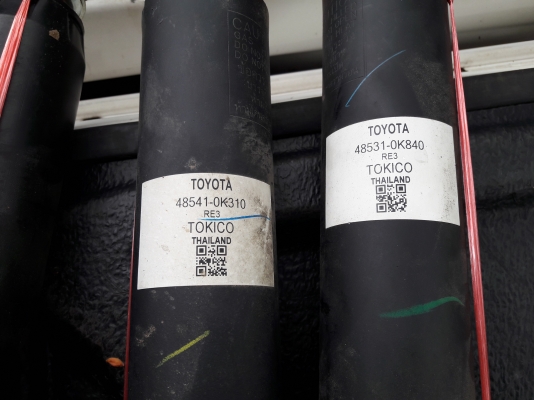 TOYOTA
48541-0K310
RE3
TOKICO
THAILAND
TOYOTA
48531-0K840
RE3
TOKICO
THAILAND